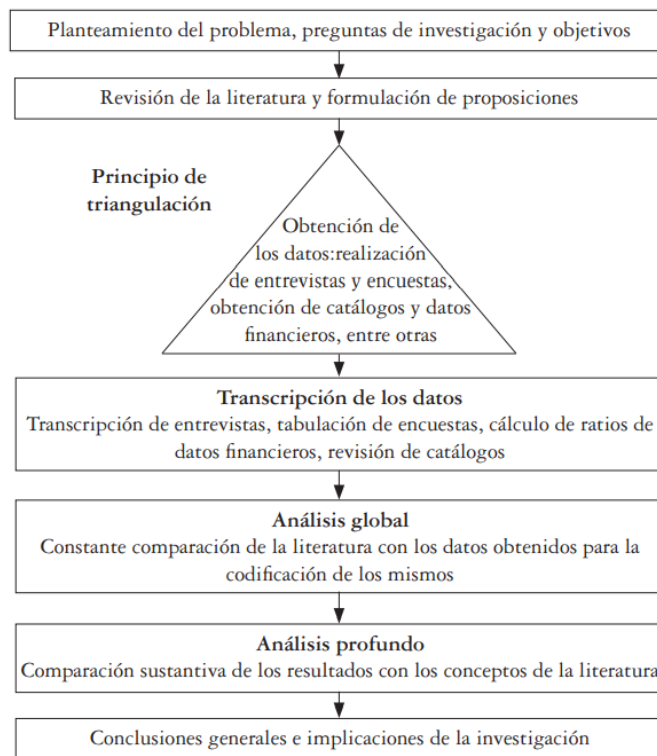 Planteamiento del problema, preguntas de investigación y objetivos
Revisión de la literatura y formulación de proposiciones
Principio de
triangulación
Obtención de
los datos:realización
de entrevistas y encuestas,
obtención de catálogos y datos
financieros, entre otras
Transcripción de los datos
Transcripción de entrevistas, tabulación de encuestas, cálculo de ratios de
datos financieros, revisión de catálogos
Análisis global
Constante comparación de la literatura con los datos obtenidos para la
codificación de los mismos
Análisis profundo
Comparación sustantiva de los resultados con los conceptos de la literatura
Conclusiones generales e implicaciones de la investigación